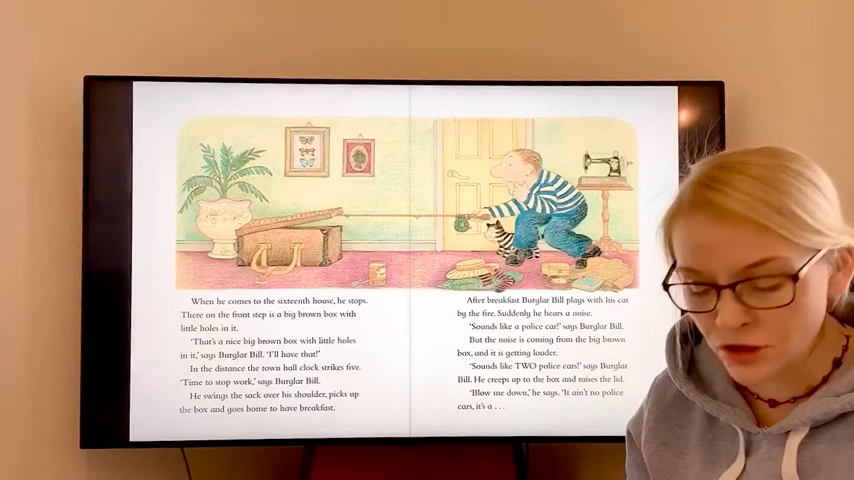 When he comes to the sixteenth house, he stops.
There on the front step is a big brown box with
little holes in it.
'That's a nice big brown box with little holes
in it,' says Burglar Bill. 'I'll have that!'
In the distance the town hall clock strikes five.
'Time to stop work,' says Burglar Bill.
He swings the sack over his shoulder, picks up
the box and goes home to have breakfast.
After breakfast Burglar Bill plays with his cat
by the fire. Suddenly he hears a noise.
'Sounds like a police car!' says Burglar Bill.
But the noise is coming from the big brown
box, and it is getting louder.
'Sounds like TWO police cars!' says Burglar
Bill. He creeps up to the box and raises the lid.
'Blow me down,' he says. 'It ain't no police
cars, it's a . . .